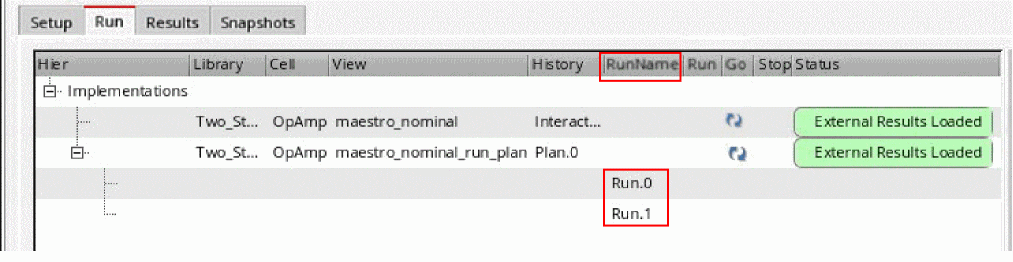 Setup Run Results Snapshots
Hier Library Cell View History RunName Run Go Stop Status
Implementations
Two_St... OpAmp maestro_nominal Interact... External Results Loaded
Two_St... OpAmp maestro_nominal_run_plan Plan.0 External Results Loaded
Run.0
Run.1